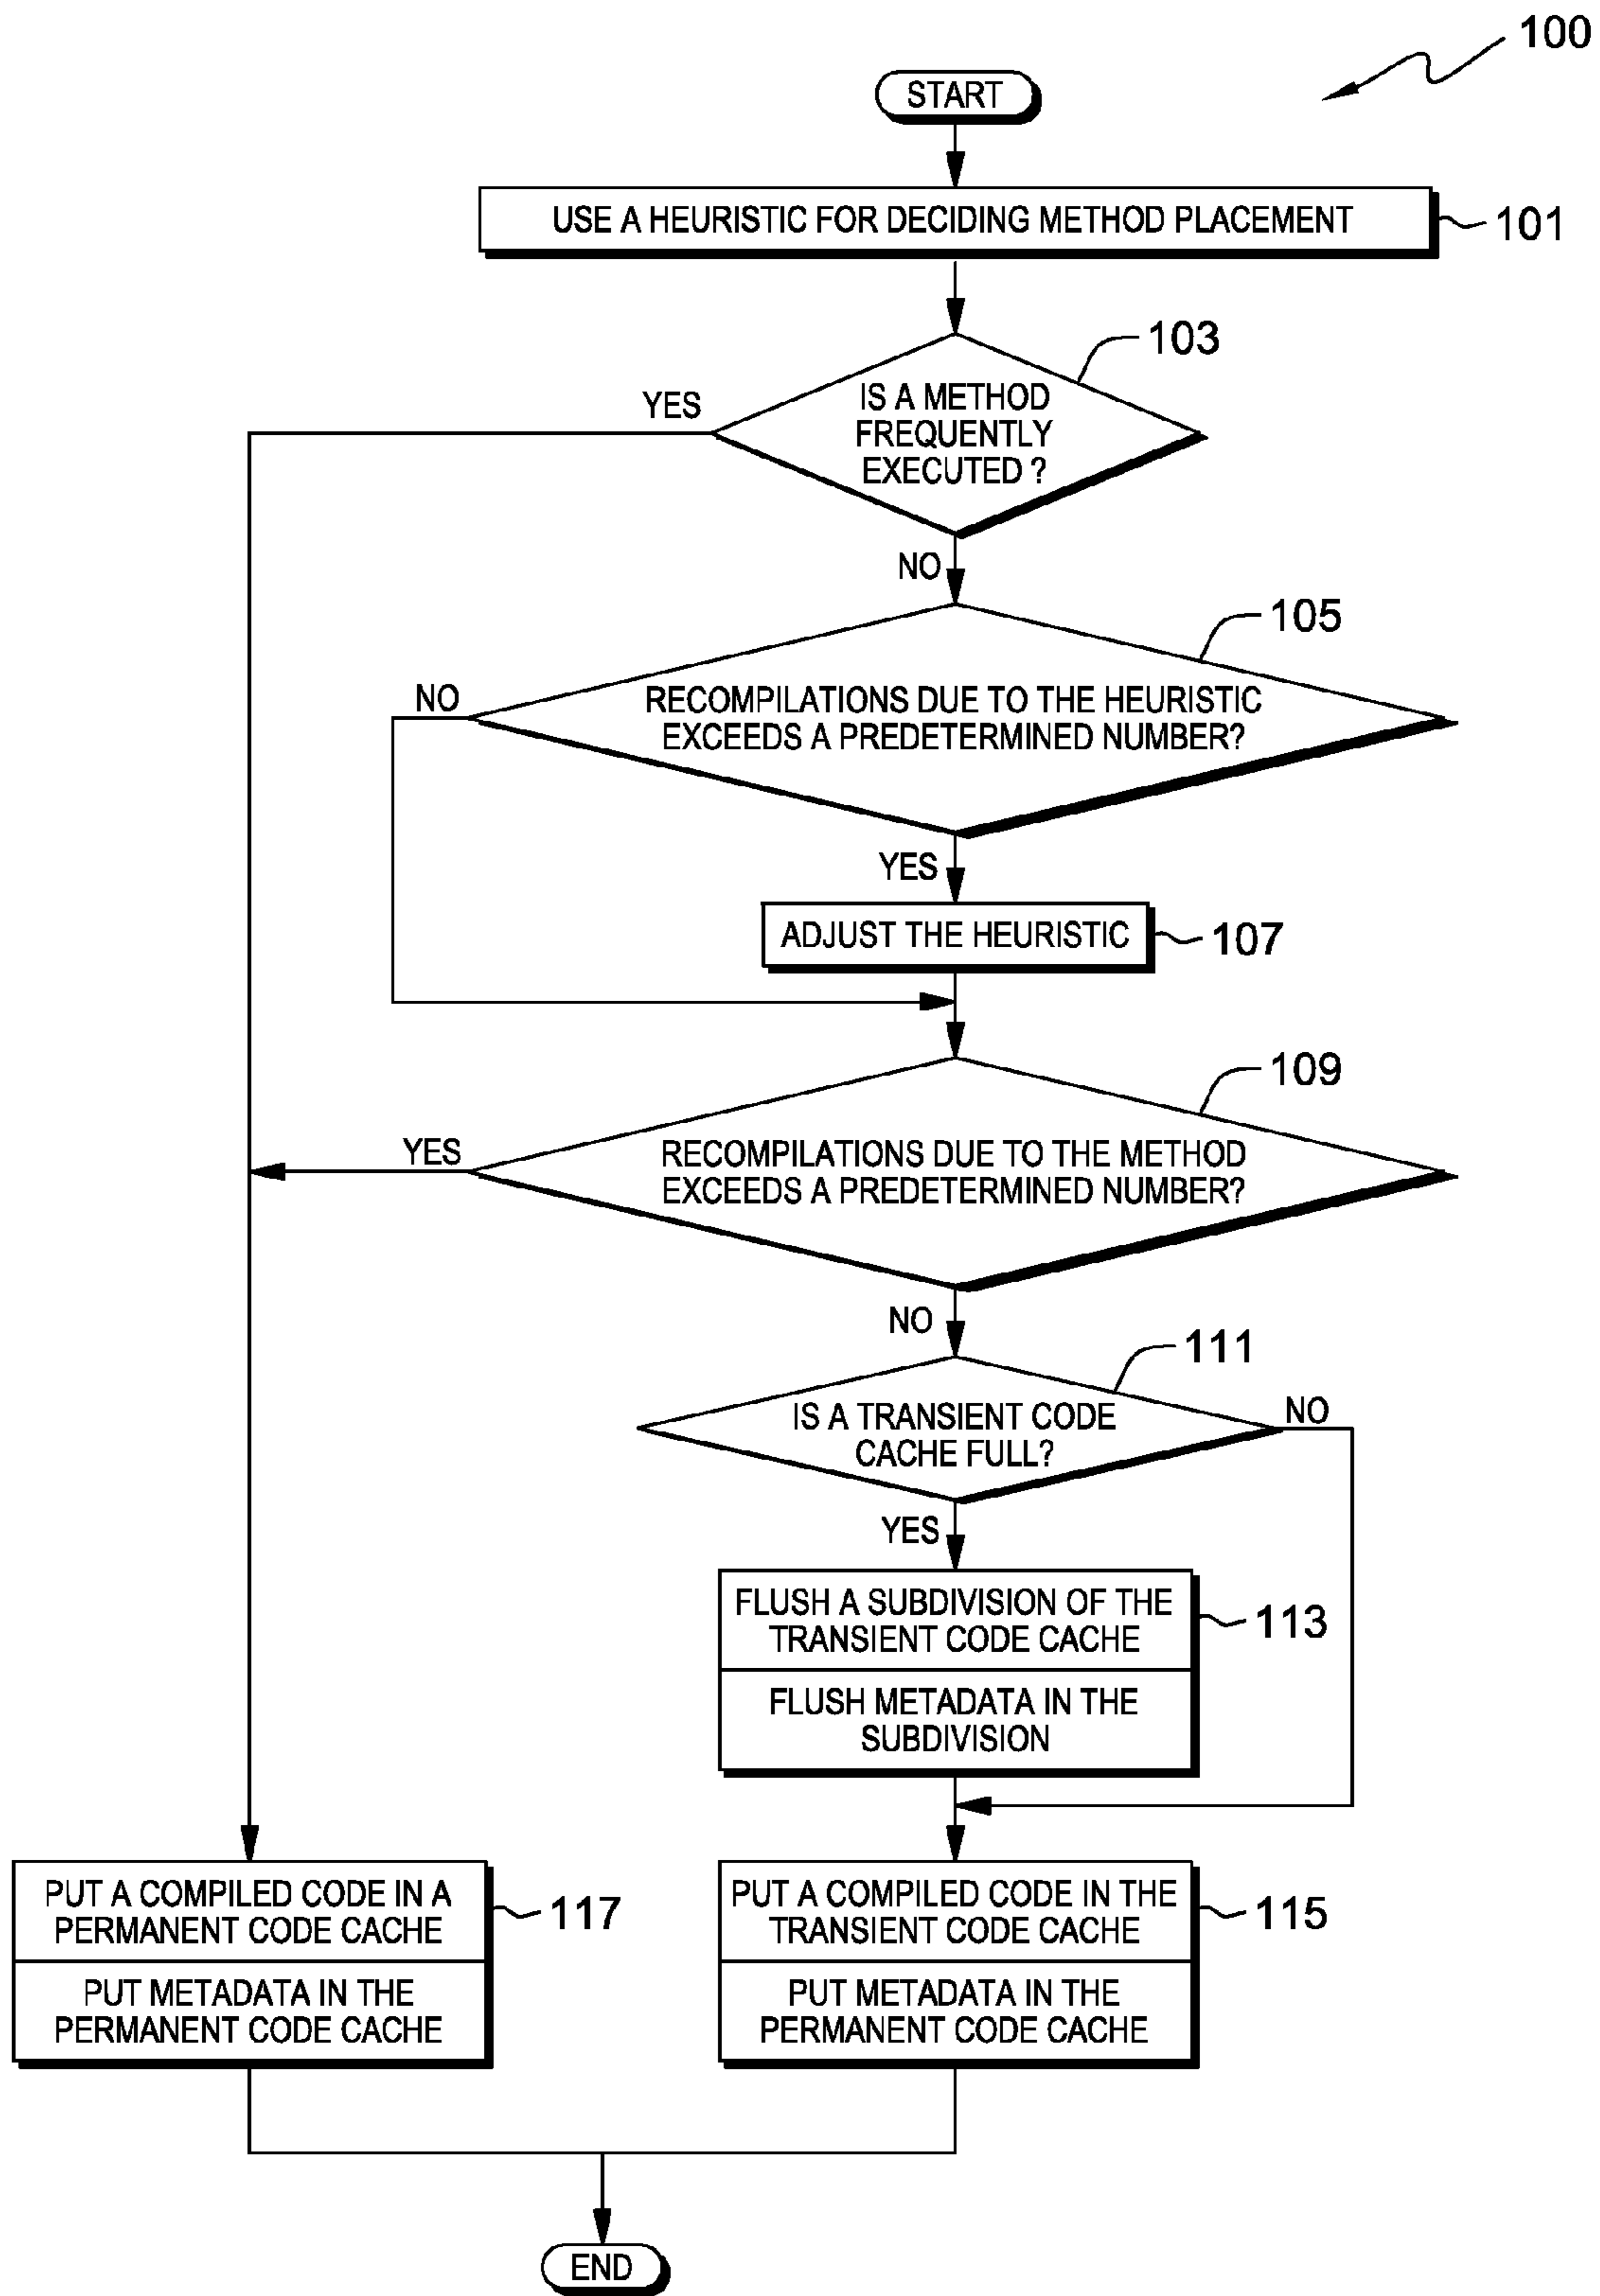 100
START
USE A HEURISTIC FOR DECIDING METHOD PLACEMENT
101
103
IS A METHOD
FREQUENTLY
EXECUTED ?
YES
NO
105
RECOMPILATIONS DUE TO THE HEURISTIC
EXCEEDS A PREDETERMINED NUMBER?
NO
YES
ADJUST THE HEURISTIC
107
109
RECOMPILATIONS DUE TO THE METHOD
EXCEEDS A PREDETERMINED NUMBER?
YES
NO
111
IS A TRANSIENT CODE
CACHE FULL?
NO
YES
FLUSH A SUBDIVISION OF THE
TRANSIENT CODE CACHE
113
FLUSH METADATA IN THE
SUBDIVISION
PUT A COMPILED CODE IN A
PERMANENT CODE CACHE
117
PUT METADATA IN THE
PERMANENT CODE CACHE
PUT A COMPILED CODE IN THE
TRANSIENT CODE CACHE
115
PUT METADATA IN THE
PERMANENT CODE CACHE
END